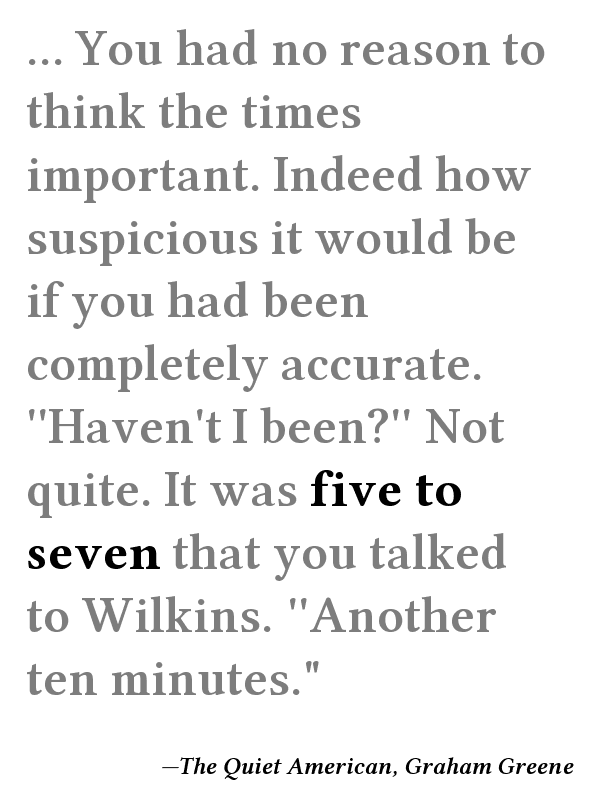 ... You had no reason to
think the times
important. Indeed how
suspicious it would be
if you had been
completely accurate.
''Haven't I been?'' Not
quite. It was five to
seven that you talked
to Wilkins. ''Another
ten minutes."
—The Quiet American, Graham Greene